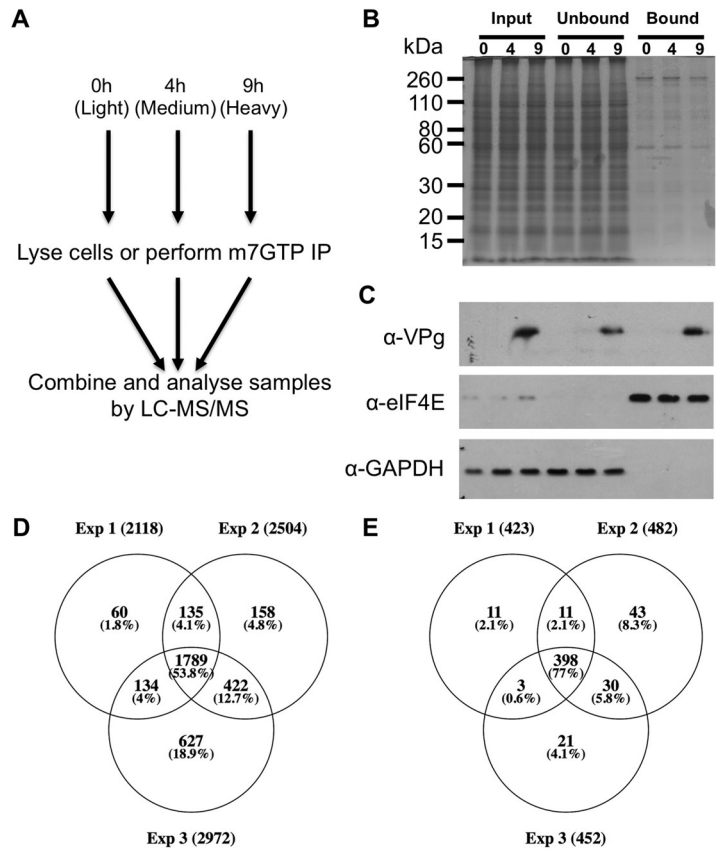 A
0h
(Light)
4h
(Medium)
9h
(Heavy)
Lyse cells or perform m7GTP IP
Combine and analyse samples
by LC-MS/MS
B
Input Unbound Bound
kDa
0 4 9 0 4 9 0 4 9
260
110
80
60
30
20
15
C
α-VPg
α-eIF4E
α-GAPDH
D
Exp 1 (2118) Exp 2 (2504)
60
(1.8%)
135
(4.1%)
158
(4.8%)
1789
(53.8%)
134
(4%)
422
(12.7%)
627
(18.9%)
Exp 3 (2972)
E
Exp 1 (423) Exp 2 (482)
11
(2.1%)
11
(2.1%)
43
(8.3%)
398
(77%)
3
(0.6%)
30
(5.8%)
21
(4.1%)
Exp 3 (452)